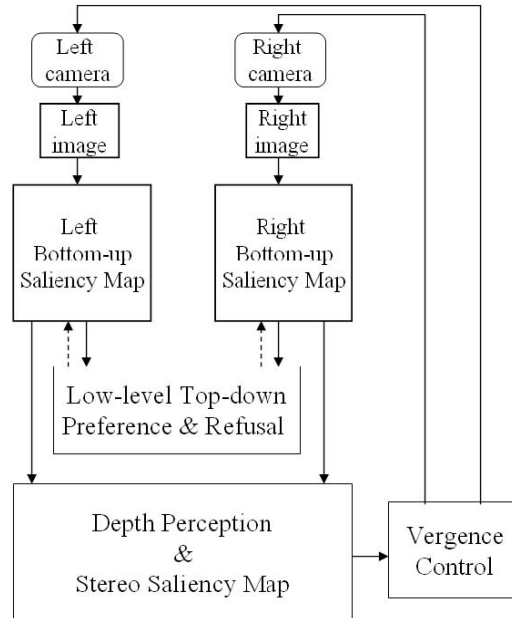 Left
camera
Right
camera
Left
image
Right
image
Left
Bottom-up
Saliency Map
Right
Bottom-up
Saliency Map
Low-level Top-down
Preference & Refusal
Depth Perception
&
Stereo Saliency Map
Vergence
Control